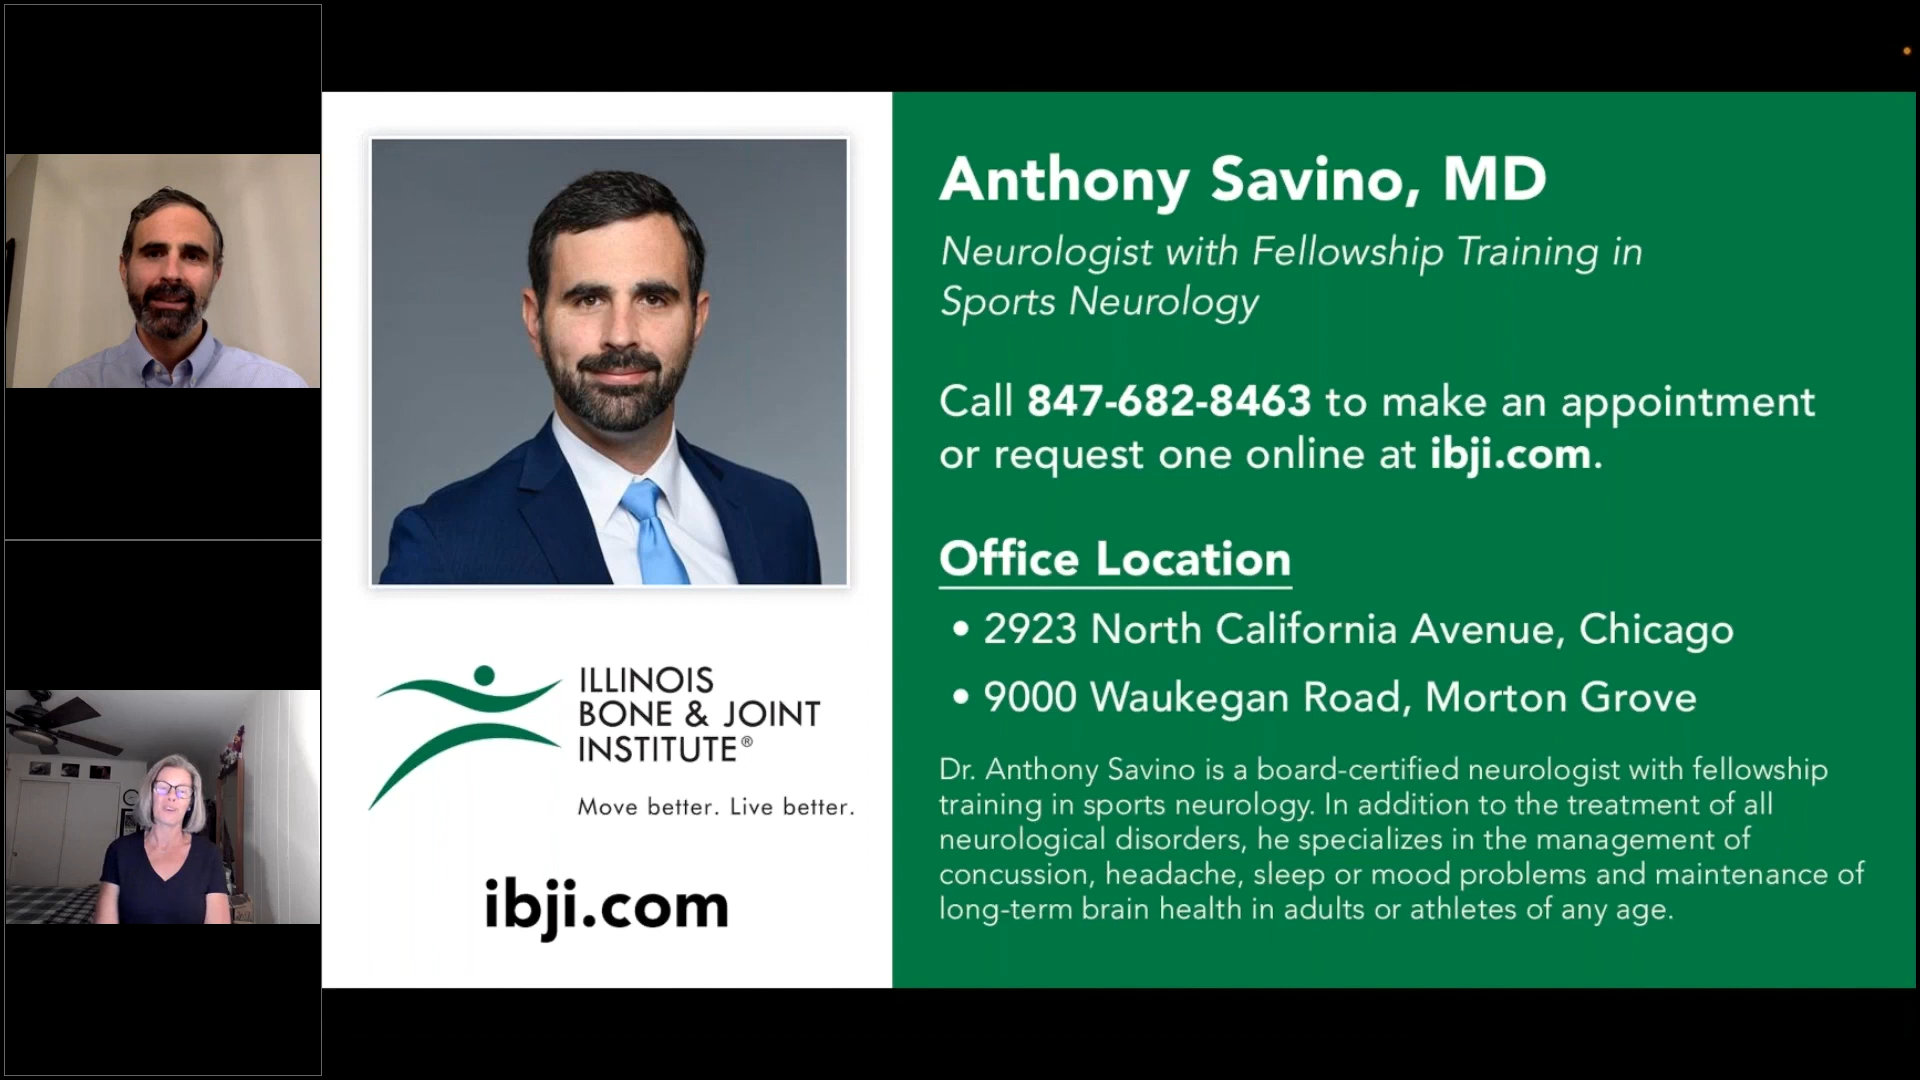 Anthony Savino, MD
Neurologist with Fellowship Training in
Sports Neurology
Call 847-682-8463 to make an appointment
or request one online at ibji.com.
Office Location
• 2923 North California Avenue, Chicago
• 9000 Waukegan Road, Morton Grove
Dr. Anthony Savino is a board-certified neurologist with fellowship
training in sports neurology. In addition to the treatment of all
neurological disorders, he specializes in the management of
concussion, headache, sleep or mood problems and maintenance of
long-term brain health in adults or athletes of any age.
ILLINOIS
BONE & JOINT
INSTITUTE®
Move better. Live better.
ibji.com